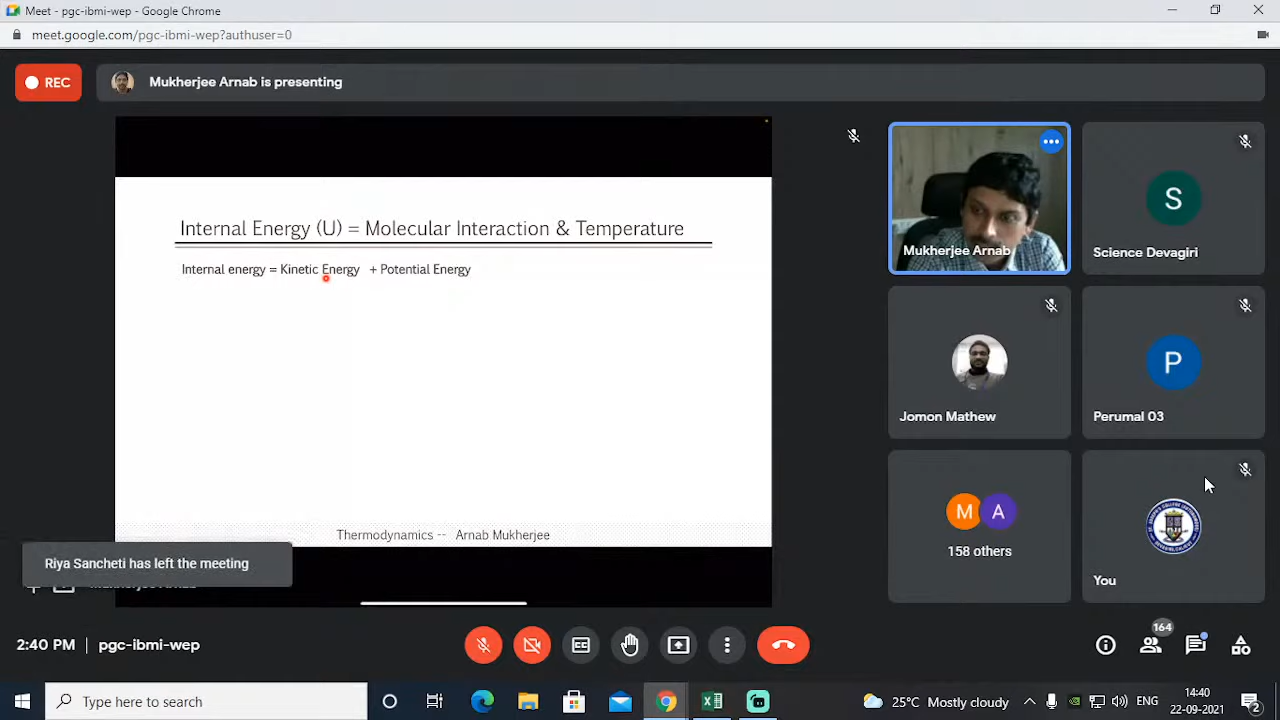 Meet - pgc-ibmi-wep - Google Chrome
meet.google.com/pgc-ibmi-wep?authuser=0
REC
Mukherjee Arnab is presenting
Internal Energy (U) = Molecular Interaction & Temperature
Internal energy = Kinetic Energy + Potential Energy
Thermodynamics -- Arnab Mukherjee
Mukherjee Arnab
S
Science Devagiri
Jomon Mathew
P
Perumal 03
M A
158 others
You
Riya Sancheti has left the meeting
2:40 PM | pgc-ibmi-wep
164
Type here to search
25°C Mostly cloudy
ENG
14:40
22-09-2021
2